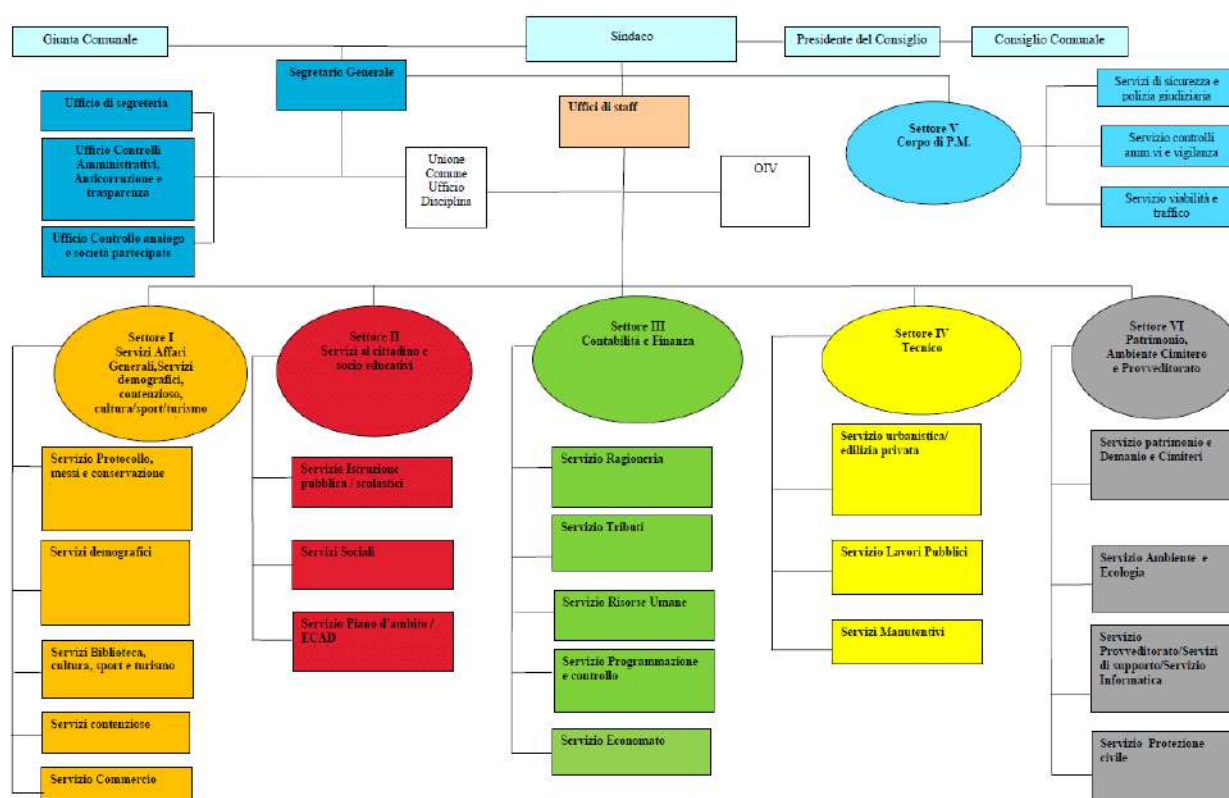 Giunta Comunale
Sindaco
Presidente del Consiglio
Consiglio Comunale
Segretario Generale
Uffici di staff
Ufficio di segreteria
Ufficio Controlli
Amministrativi,
Anticorruzione e
trasparenza
Ufficio Controllo analogo
e società partecipate
Unione
Comune
Ufficio
Disciplina
OIV
Settore V
Corpo di P.M.
Servizi di sicurezza e
polizia giudiziaria
Servizio controlli
amm.vi e vigilanza
Servizio viabilità e
traffico
Settore I
Servizi Affari
Generali,Servizi
demografici,
contenzioso,
cultura/sport/turismo
Servizio Protocollo,
messi e conservazione
Servizi demografici
Servizi Biblioteca,
cultura, sport e turismo
Servizi contenzioso
Servizio Commercio
Settore II
Servizi al cittadino e
socio educativi
Servizio Istruzione
pubblica / scolastici
Servizi Sociali
Servizio Piano d'ambito /
ECAD
Settore III
Contabilità e Finanza
Servizio Ragioneria
Servizio Tributi
Servizio Risorse Umane
Servizio Programmazione
e controllo
Servizio Economato
Settore IV
Tecnico
Servizio urbanistica/
edilizia privata
Servizio Lavori Pubblici
Servizi Manutentivi
Settore VI
Patrimonio,
Ambiente Cimitero
e Provveditorato
Servizio patrimonio e
Demanio e Cimiteri
Servizio Ambiente e
Ecologia
Servizio
Provveditorato/Servizi
di supporto/Servizio
Informatica
Servizio Protezione
civile